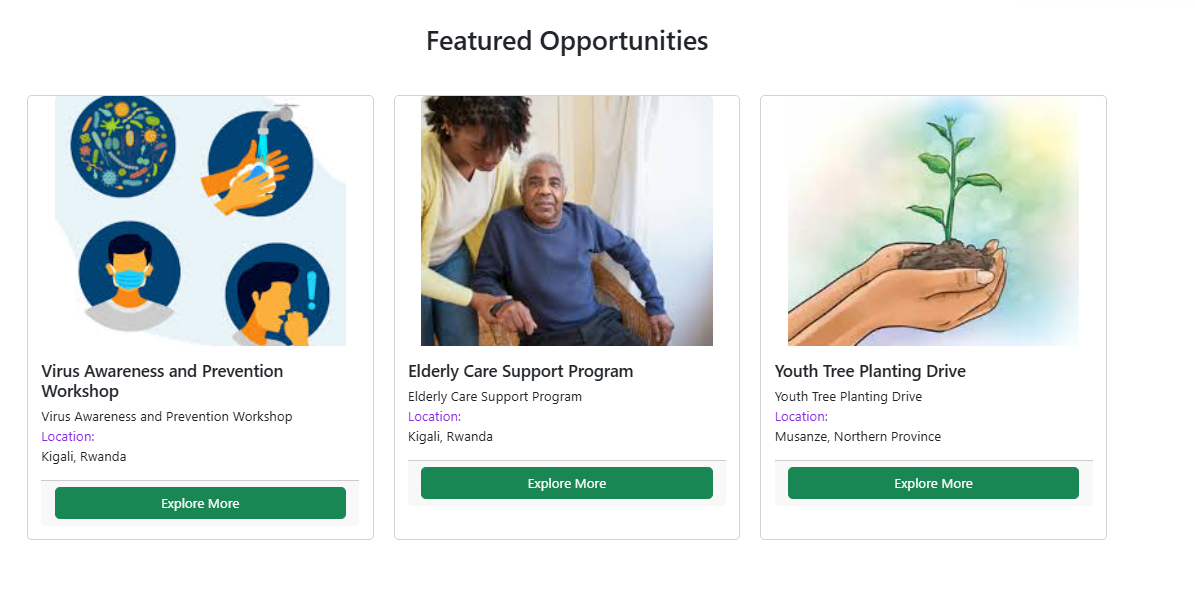 Featured Opportunities
Virus Awareness and Prevention
Workshop
Virus Awareness and Prevention Workshop
Location:
Kigali, Rwanda
Explore More
Elderly Care Support Program
Elderly Care Support Program
Location:
Kigali, Rwanda
Explore More
Youth Tree Planting Drive
Youth Tree Planting Drive
Location:
Musanze, Northern Province
Explore More